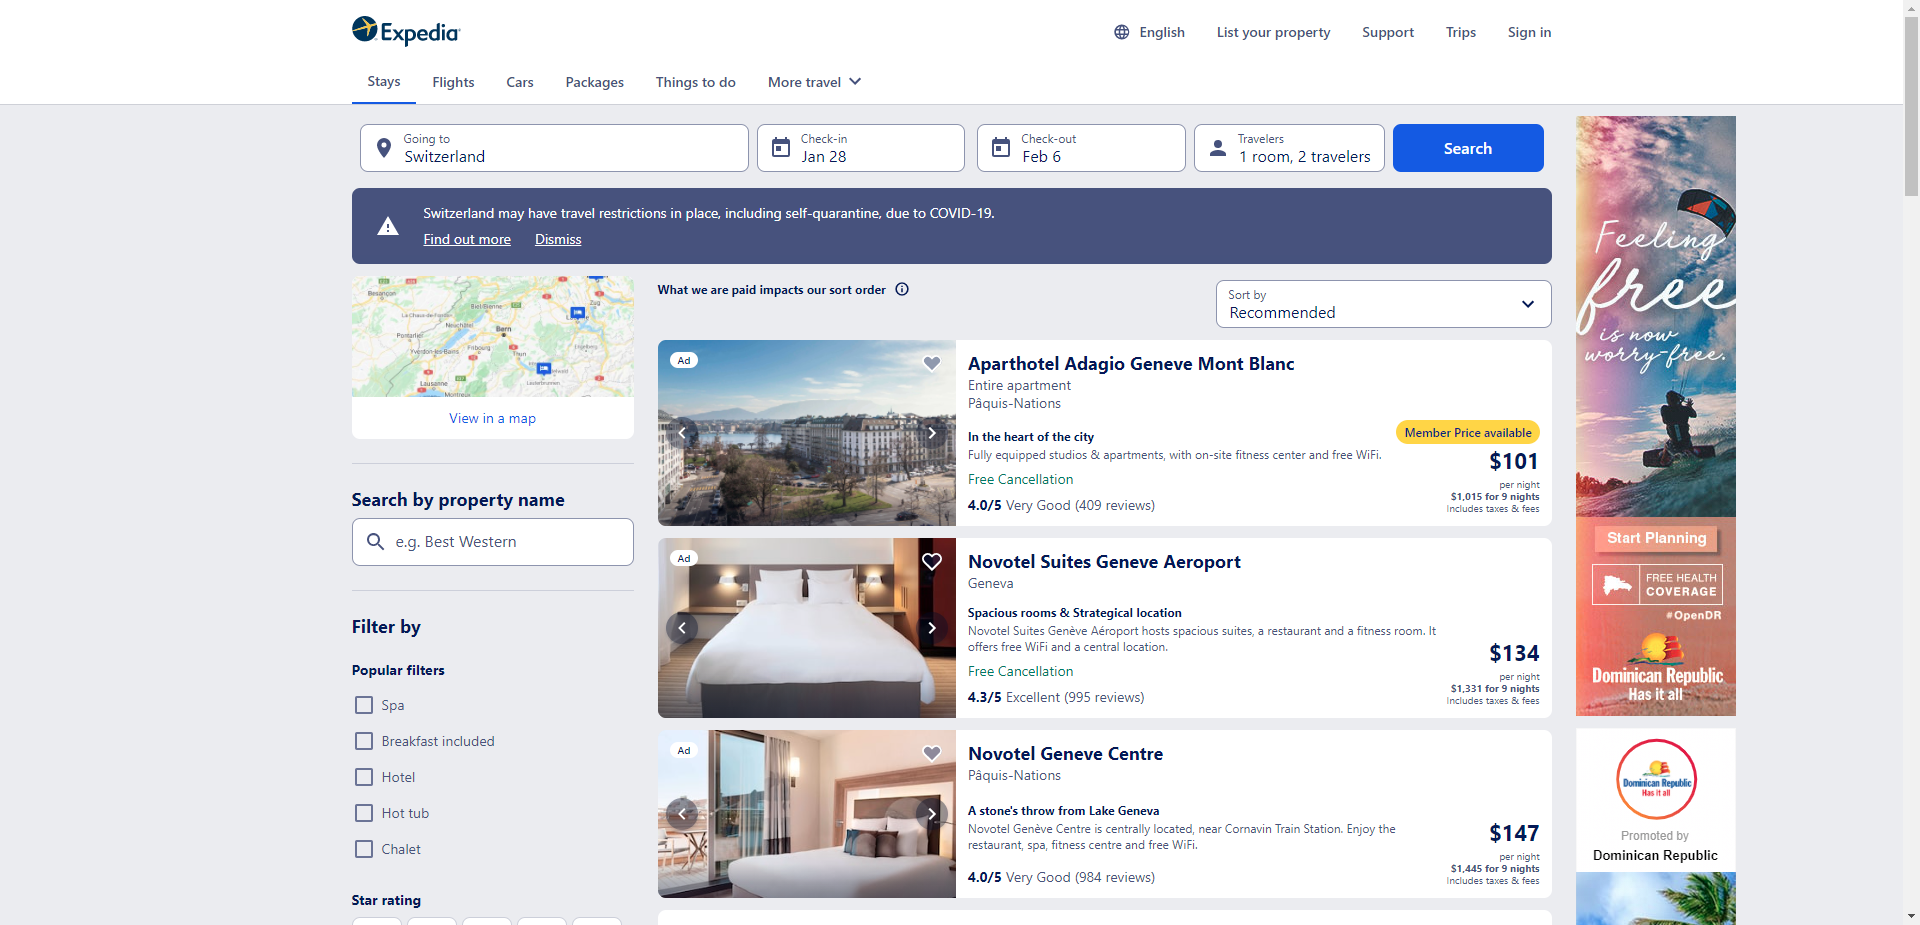 Expedia
English
List your property
Support
Trips
Sign in
Stays
Flights
Cars
Packages
Things to do
More travel
Going to
Switzerland
Check-in
Jan 28
Check-out
Feb 6
Travelers
1 room, 2 travelers
Search
Switzerland may have travel restrictions in place, including self-quarantine, due to COVID-19.
Find out more
Dismiss
Besancon
Zug
Biel/Bienne
La Chaux-de-Fonds
Neuchâtel
Bern
Pontarlier
Fribourg
Thun
Engelberg
Yverdon-les-Bains
Lauterbrunnen
Lausanne
Montreux
View in a map
Search by property name
e.g. Best Western
Filter by
Popular filters
Spa
Breakfast included
Hotel
Hot tub
Chalet
Star rating
What we are paid impacts our sort order
Sort by
Recommended
Ad
Aparthotel Adagio Geneve Mont Blanc
Entire apartment
Pâquis-Nations
In the heart of the city
Fully equipped studios & apartments, with on-site fitness center and free WiFi.
Free Cancellation
4.0/5 Very Good (409 reviews)
Member Price available
$101
per night
$1,015 for 9 nights
Includes taxes & fees
Ad
Novotel Suites Geneve Aeroport
Geneva
Spacious rooms & Strategical location
Novotel Suites Genève Aéroport hosts spacious suites, a restaurant and a fitness room. It
offers free WiFi and a central location.
Free Cancellation
4.3/5 Excellent (995 reviews)
$134
per night
$1,331 for 9 nights
Includes taxes & fees
Ad
Novotel Geneve Centre
Pâquis-Nations
A stone's throw from Lake Geneva
Novotel Genève Centre is centrally located, near Cornavin Train Station. Enjoy the
restaurant, spa, fitness centre and free WiFi.
4.0/5 Very Good (984 reviews)
$147
per night
$1,445 for 9 nights
Includes taxes & fees
Feeling
free
is now
worry-free.
Start Planning
FREE HEALTH
COVERAGE
#OpenDR
Dominican Republic
Has it all
Dominican Republic
Has it all
Promoted by
Dominican Republic